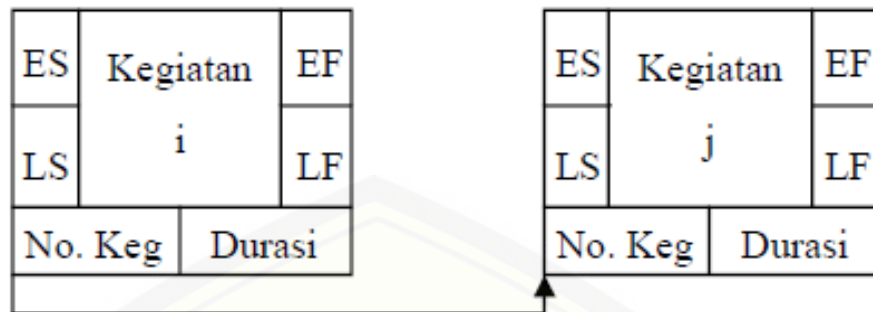 ES Kegiatan EF
i
LS LF
No. Keg Durasi
ES Kegiatan EF
j
LS LF
No. Keg Durasi